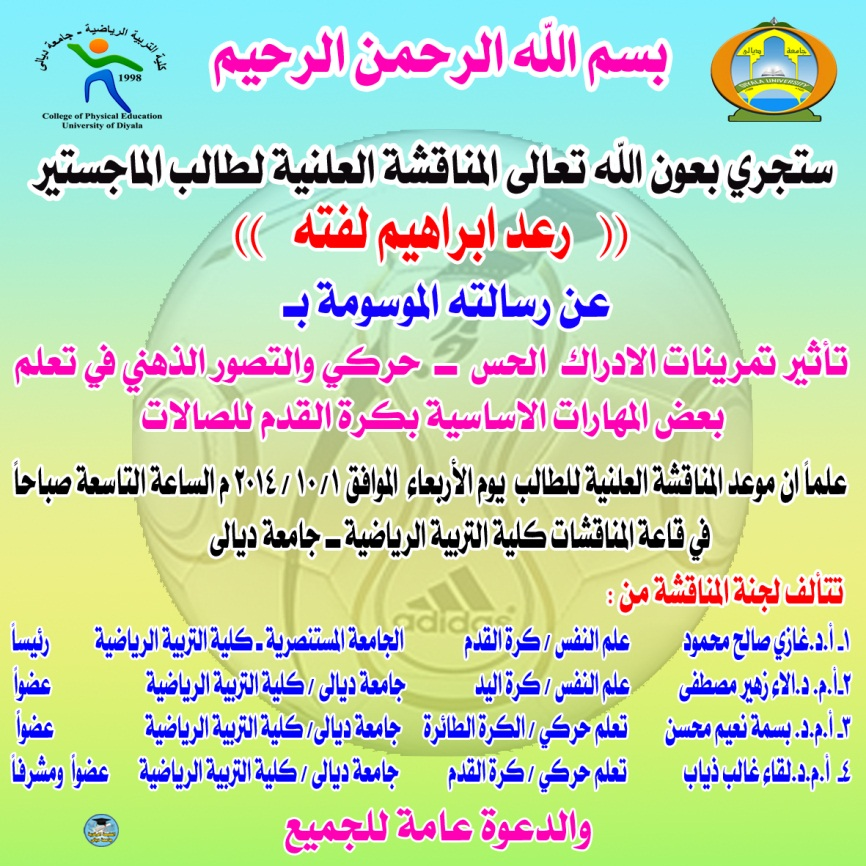 كلية التربية الرياضية - جامعة ديالى
1998
College of Physical Education
University of Diyala
جامعة ديالى
DIYALA UNIVERSITY
بسم الله الرحمن الرحيم
ستجري بعون الله تعالى المناقشة العلنية لطالب الماجستير
(( رعد ابراهيم لفته ))
عن رسالته الموسومة بـ
تأثير تمرينات الادراك الحس ـ حركي والتصور الذهني في تعلم
بعض المهارات الاساسية بكرة القدم للصالات
علماً ان موعد المناقشة العلنية للطالب يوم الأربعاء الموافق ١/١٠/ ٢٠١٤ م الساعة التاسعة صباحاً
في قاعة المناقشات كلية التربية الرياضية ـ جامعة ديالى
adidas
تتألف لجنة المناقشة من :
١ـ أ.د.غازي صالح محمود علم النفس / كرة القدم الجامعة المستنصرية ـ كلية التربية الرياضية رئيساً
٢ـ أ.م. د.الاء زهير مصطفى علم النفس / كرة اليد جامعة ديالى / كلية التربية الرياضية عضواً
٣ـ أ.م.د. بسمة نعيم محسن تعلم حركي / الكرة الطائرة جامعة ديالى/ كلية التربية الرياضية عضواً
٤ـ أ.م.د.لقاء غالب ذياب تعلم حركي / كرة القدم جامعة ديالى / كلية التربية الرياضية عضواً ومشرفاً
والدعوة عامة للجميع